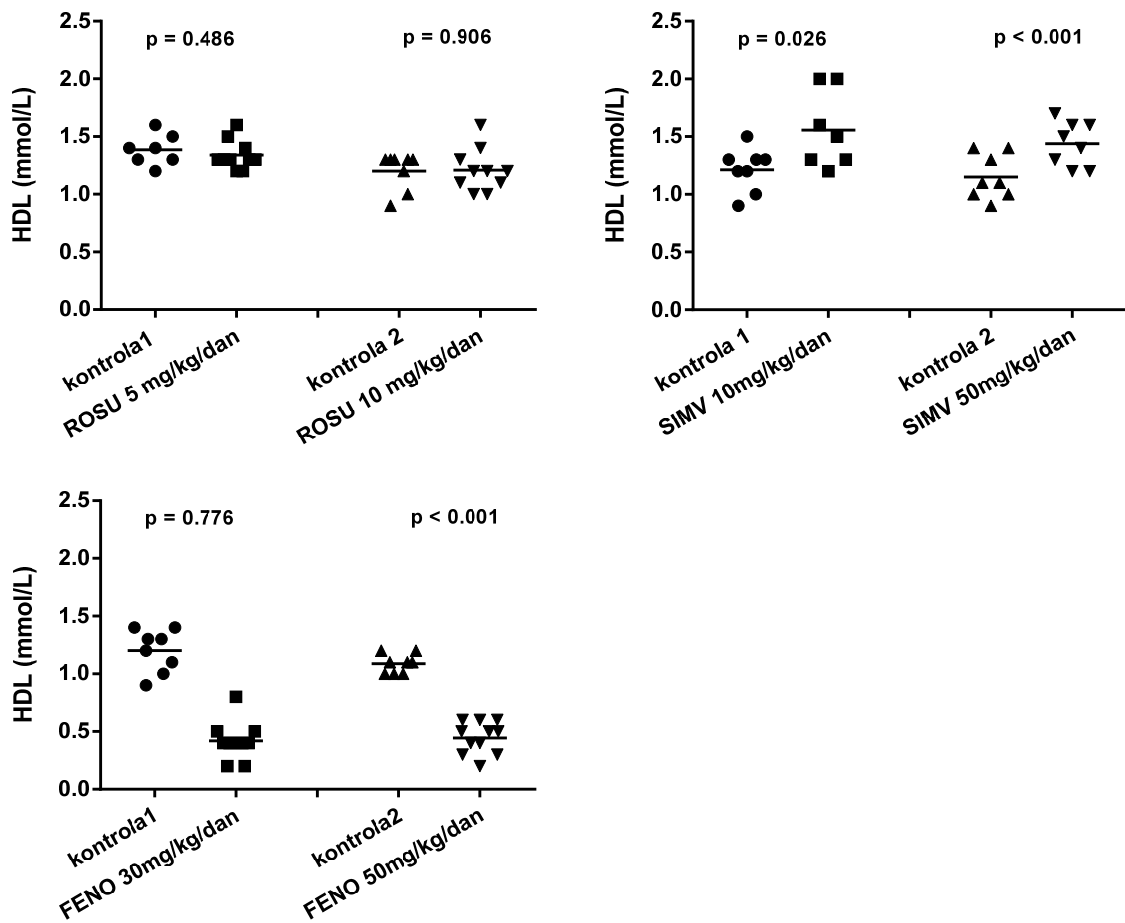 2.5
p = 0.486
p = 0.906
2.0
1.5
1.0
0.5
0.0
HDL (mmol/L)
kontrola1
ROSU 5 mg/kg/dan
kontrola 2
ROSU 10 mg/kg/dan
2.5
p = 0.026
p < 0.001
2.0
1.5
1.0
0.5
0.0
HDL (mmol/L)
kontrola 1
SIMV 10mg/kg/dan
kontrola 2
SIMV 50mg/kg/dan
2.5
p = 0.776
p < 0.001
2.0
1.5
1.0
0.5
0.0
HDL (mmol/L)
kontrola1
FENO 30mg/kg/dan
kontrola2
FENO 50mg/kg/dan